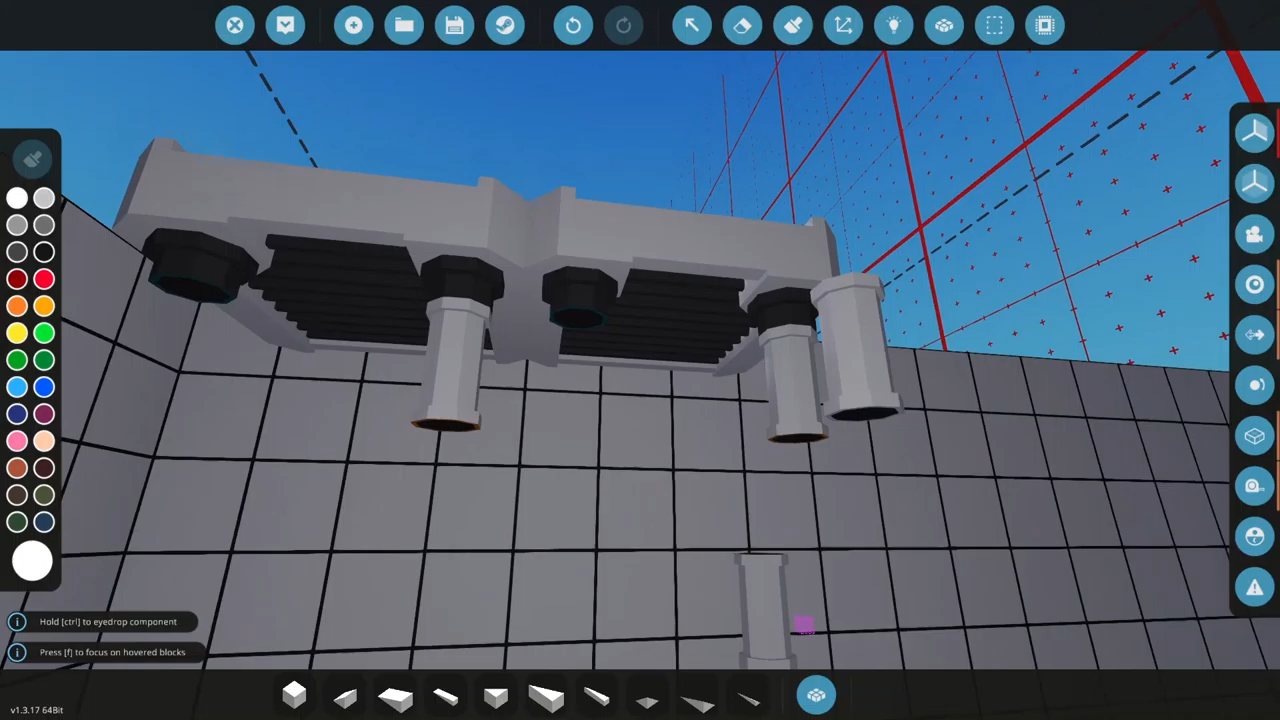 Hold [ctrl] to eyedrop component
Press [f] to focus on hovered blocks
v1.3.17 64Bit